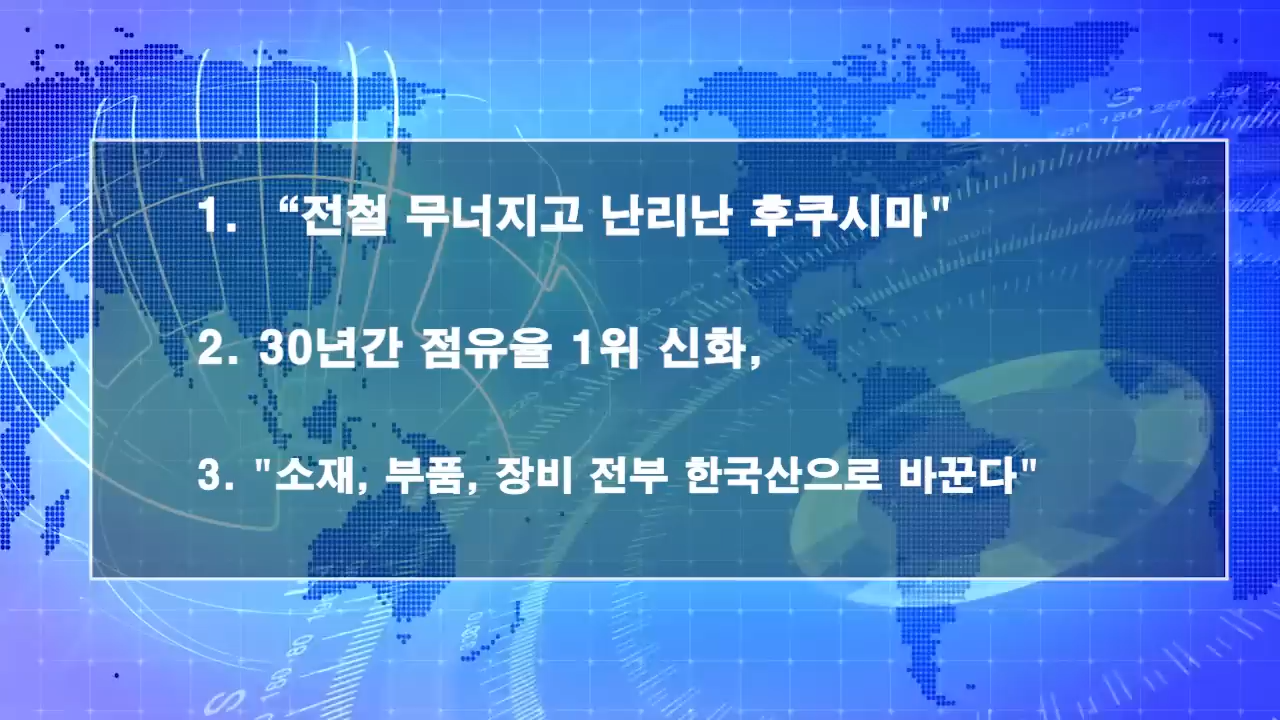 1. “전철 무너지고 난리난 후쿠시마"
2. 30년간 점유율 1위 신화,
3. "소재, 부품, 장비 전부 한국산으로 바꾼다"